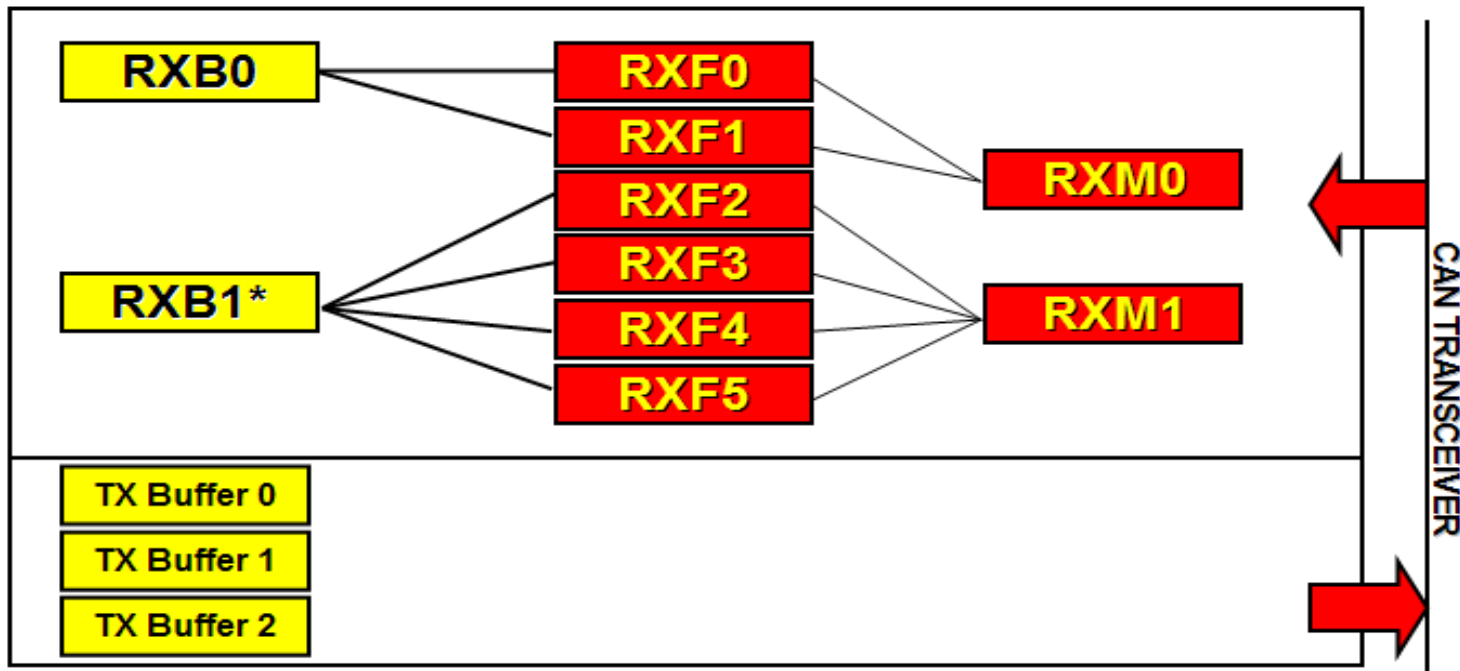 RXB0
RXF0
RXF1
RXM0
RXF2
RXF3
RXB1*
RXM1
RXF4
RXF5
TX Buffer 0
TX Buffer 1
TX Buffer 2
CAN TRANSCEIVER